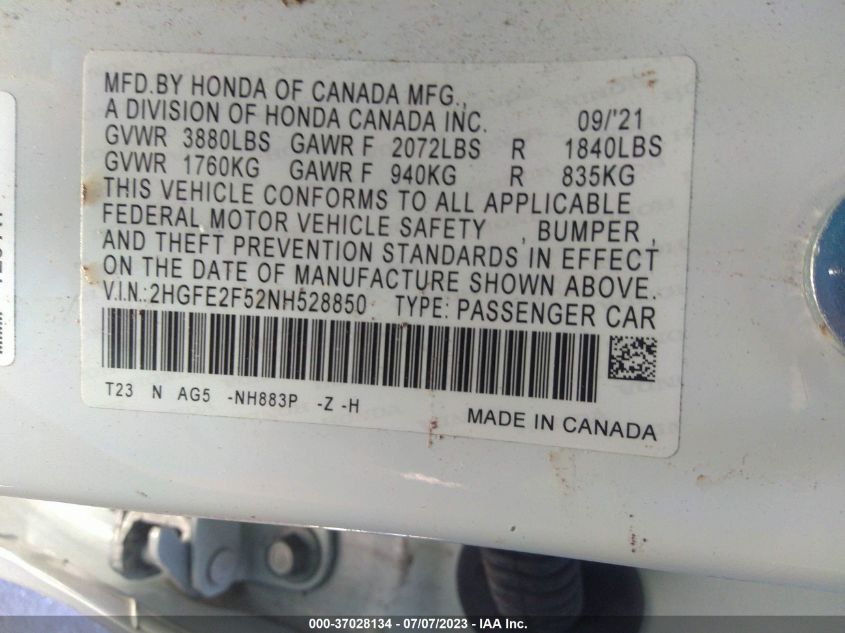 MFD.BY HONDA OF CANADA MFG.,
A DIVISION OF HONDA CANADA INC. 09/'21
GVWR 3880LBS GAWR F 2072LBS R 1840LBS
GVWR 1760KG GAWR F 940KG R 835KG
THIS VEHICLE CONFORMS TO ALL APPLICABLE
FEDERAL MOTOR VEHICLE SAFETY , BUMPER ,
AND THEFT PREVENTION STANDARDS IN EFFECT
ON THE DATE OF MANUFACTURE SHOWN ABOVE.
V.I.N.:2HGFE2F52NH528850 TYPE: PASSENGER CAR
T23 N AG5 -NH883P -Z -H
MADE IN CANADA
000-37028134 - 07/07/2023 - IAA Inc.